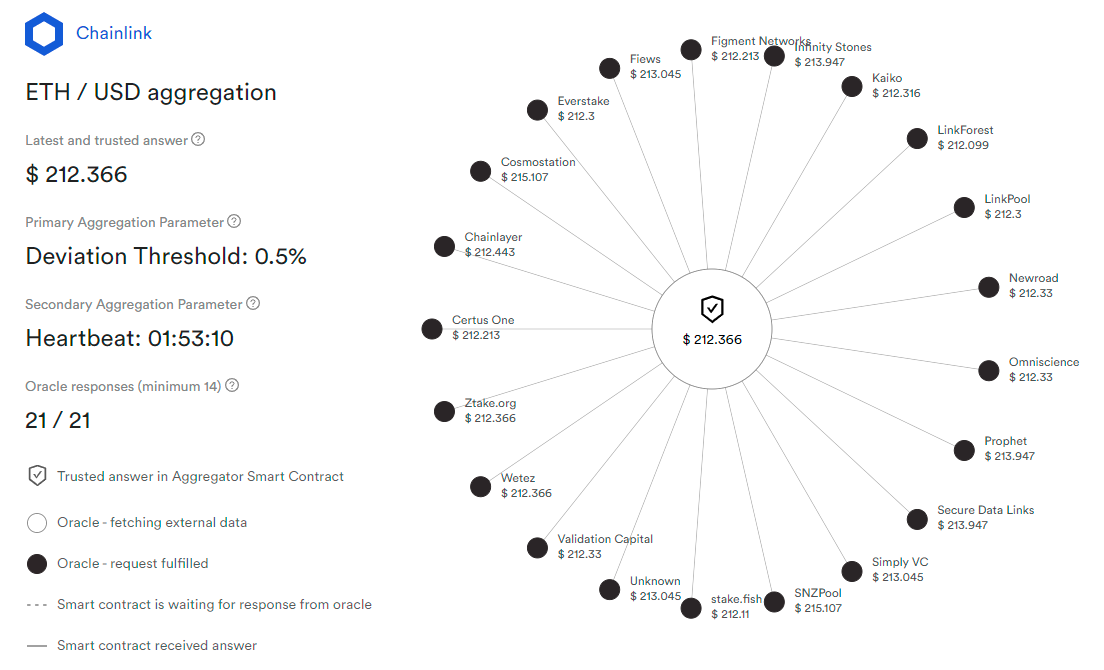 Chainlink
ETH / USD aggregation
Latest and trusted answer ?
$ 212.366
Primary Aggregation Parameter ?
Deviation Threshold: 0.5%
Secondary Aggregation Parameter ?
Heartbeat: 01:53:10
Oracle responses (minimum 14) ?
21 / 21
Trusted answer in Aggregator Smart Contract
Oracle - fetching external data
Oracle - request fulfilled
Smart contract is waiting for response from oracle
Smart contract received answer
Figment Networks
$ 212.213
Infinity Stones
$ 213.947
Kaiko
$ 212.316
LinkForest
$ 212.099
LinkPool
$ 212.3
Newroad
$ 212.33
Omniscience
$ 212.33
Prophet
$ 213.947
Secure Data Links
$ 213.947
Simply VC
$ 213.045
SNZPool
$ 215.107
stake.fish
$ 212.11
Unknown
$ 213.045
Validation Capital
$ 212.33
Wetez
$ 212.366
Ztake.org
$ 212.366
Certus One
$ 212.213
Chainlayer
$ 212.443
Cosmostation
$ 215.107
Everstake
$ 212.3
Fiews
$ 213.045
$ 212.366